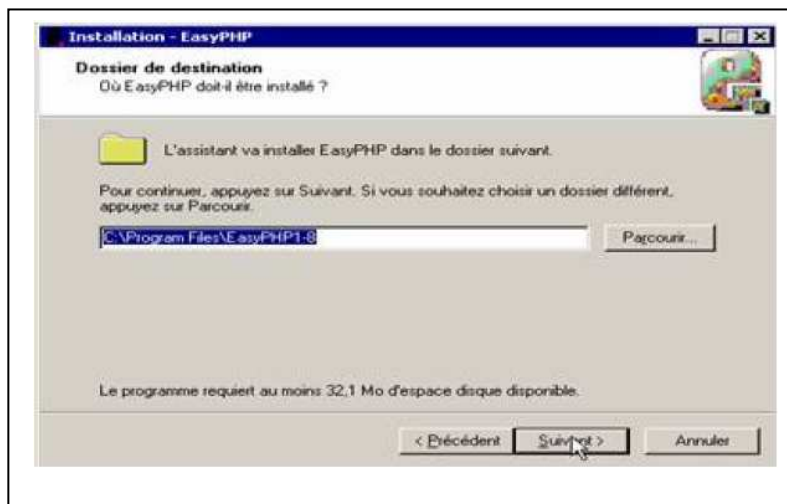 Installation - EasyPHP
Dossier de destination
Où EasyPHP doit-il être installé ?
L'assistant va installer EasyPHP dans le dossier suivant.
Pour continuer, appuyez sur Suivant. Si vous souhaitez choisir un dossier différent,
appuyez sur Parcourir.
C:\Program Files\EasyPHP1-8
Parcourir...
Le programme requiert au moins 32,1 Mo d'espace disque disponible.
< Précédent
Suivant >
Annuler